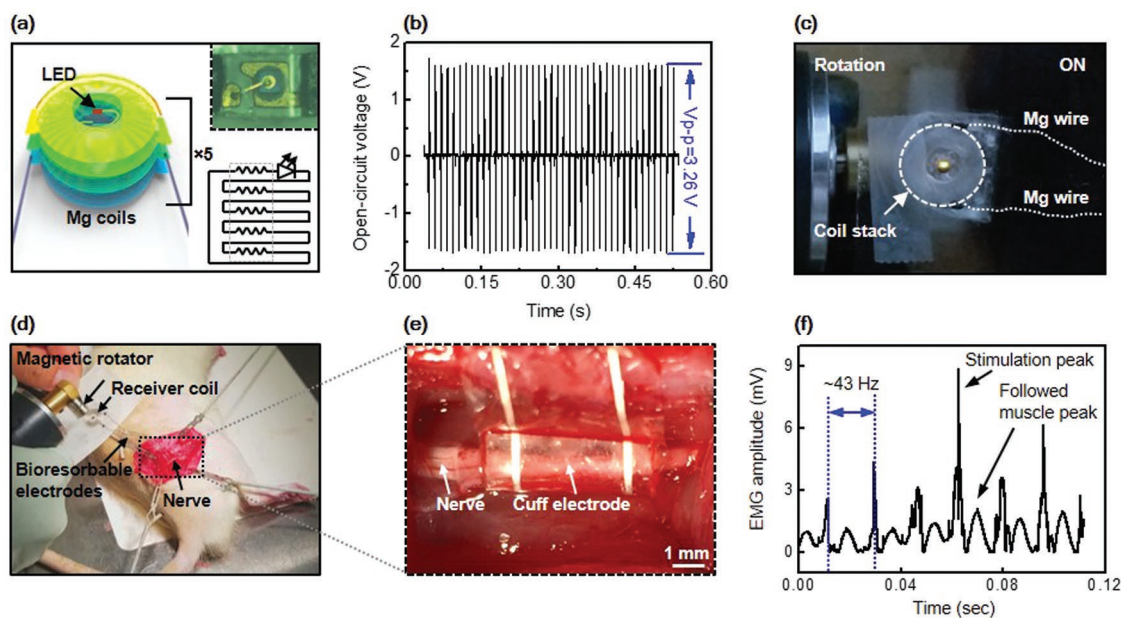 (a)
LED
×5
Mg coils
(b)
Open-circuit voltage (V)
2
1
0
-1
-2
0.00
0.15
0.30
0.45
0.60
Time (s)
Vp-p=3.26 V
(c)
Rotation
ON
Mg wire
Mg wire
Coil stack
(d)
Magnetic rotator
Receiver coil
Bioresorbable
electrodes
Nerve
(e)
Nerve
Cuff electrode
1 mm
(f)
EMG amplitude (mV)
9
6
3
0
~43 Hz
Stimulation peak
Followed
muscle peak
0.00
0.04
0.08
0.12
Time (sec)